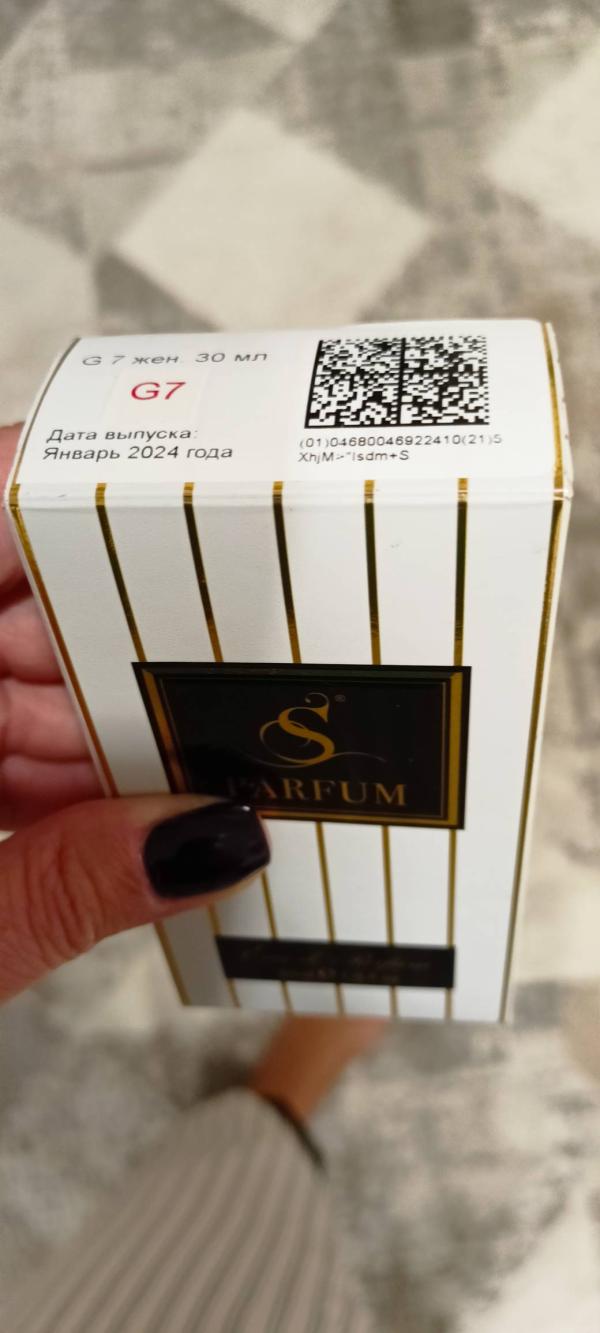 G 7 жен. 30 мл
G7
Дата выпуска:
Январь 2024 года
(01)04680046922410(21)5
XhjM>"Isdm+S
S®
PARFUM